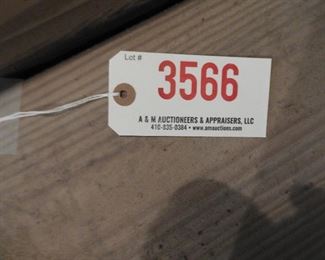 Lot #
3566
A & M AUCTIONEERS & APPRAISERS, LLC
410-835-0384 • www.amauctions.com